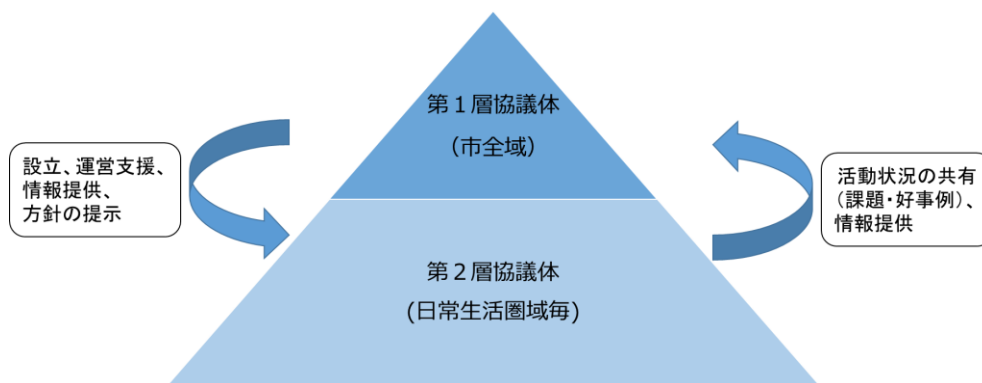 第１層協議体
（市全域）
設立、運営支援、
情報提供、
方針の提示
活動状況の共有
（課題・好事例）、
情報提供
第２層協議体
(日常生活圏域毎)